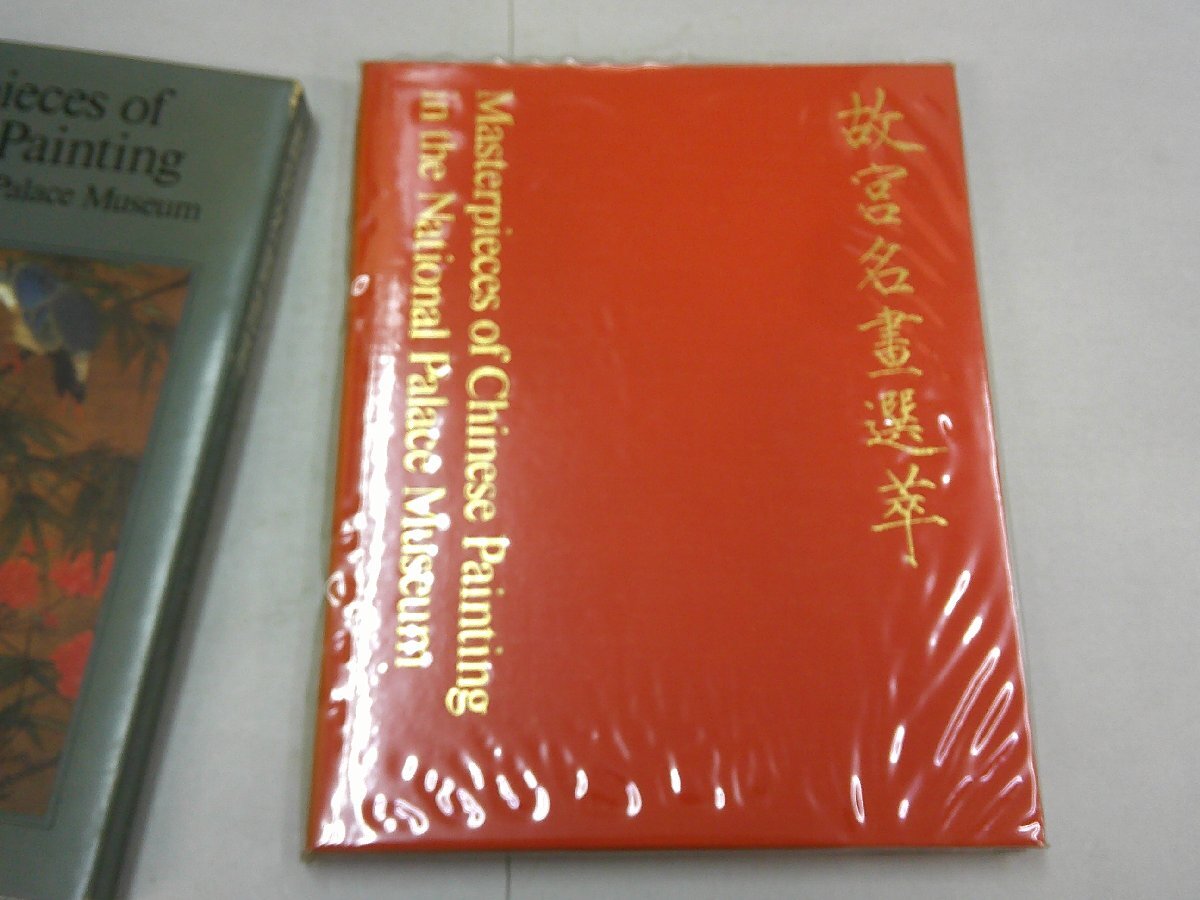 ieces of
Painting
Palace Museum
故宮名畫選萃
Masterpieces of Chinese Painting
in the National Palace Museum